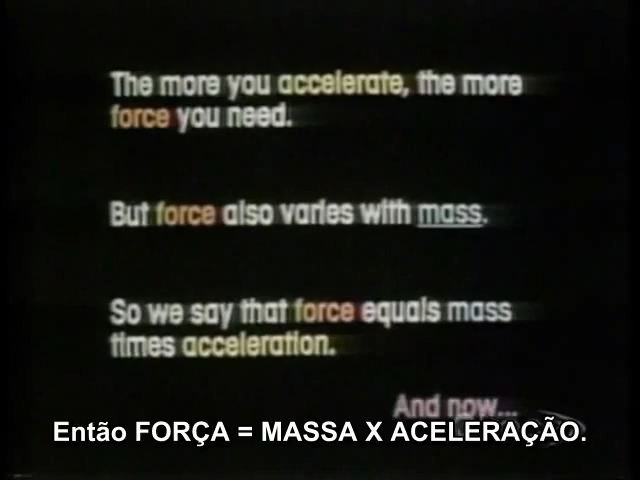 The more you accelerate, the more
force you need.
But force also varies with mass.
So we say that force equals mass
times acceleration.
And now...
Então FORÇA = MASSA X ACELERAÇÃO.